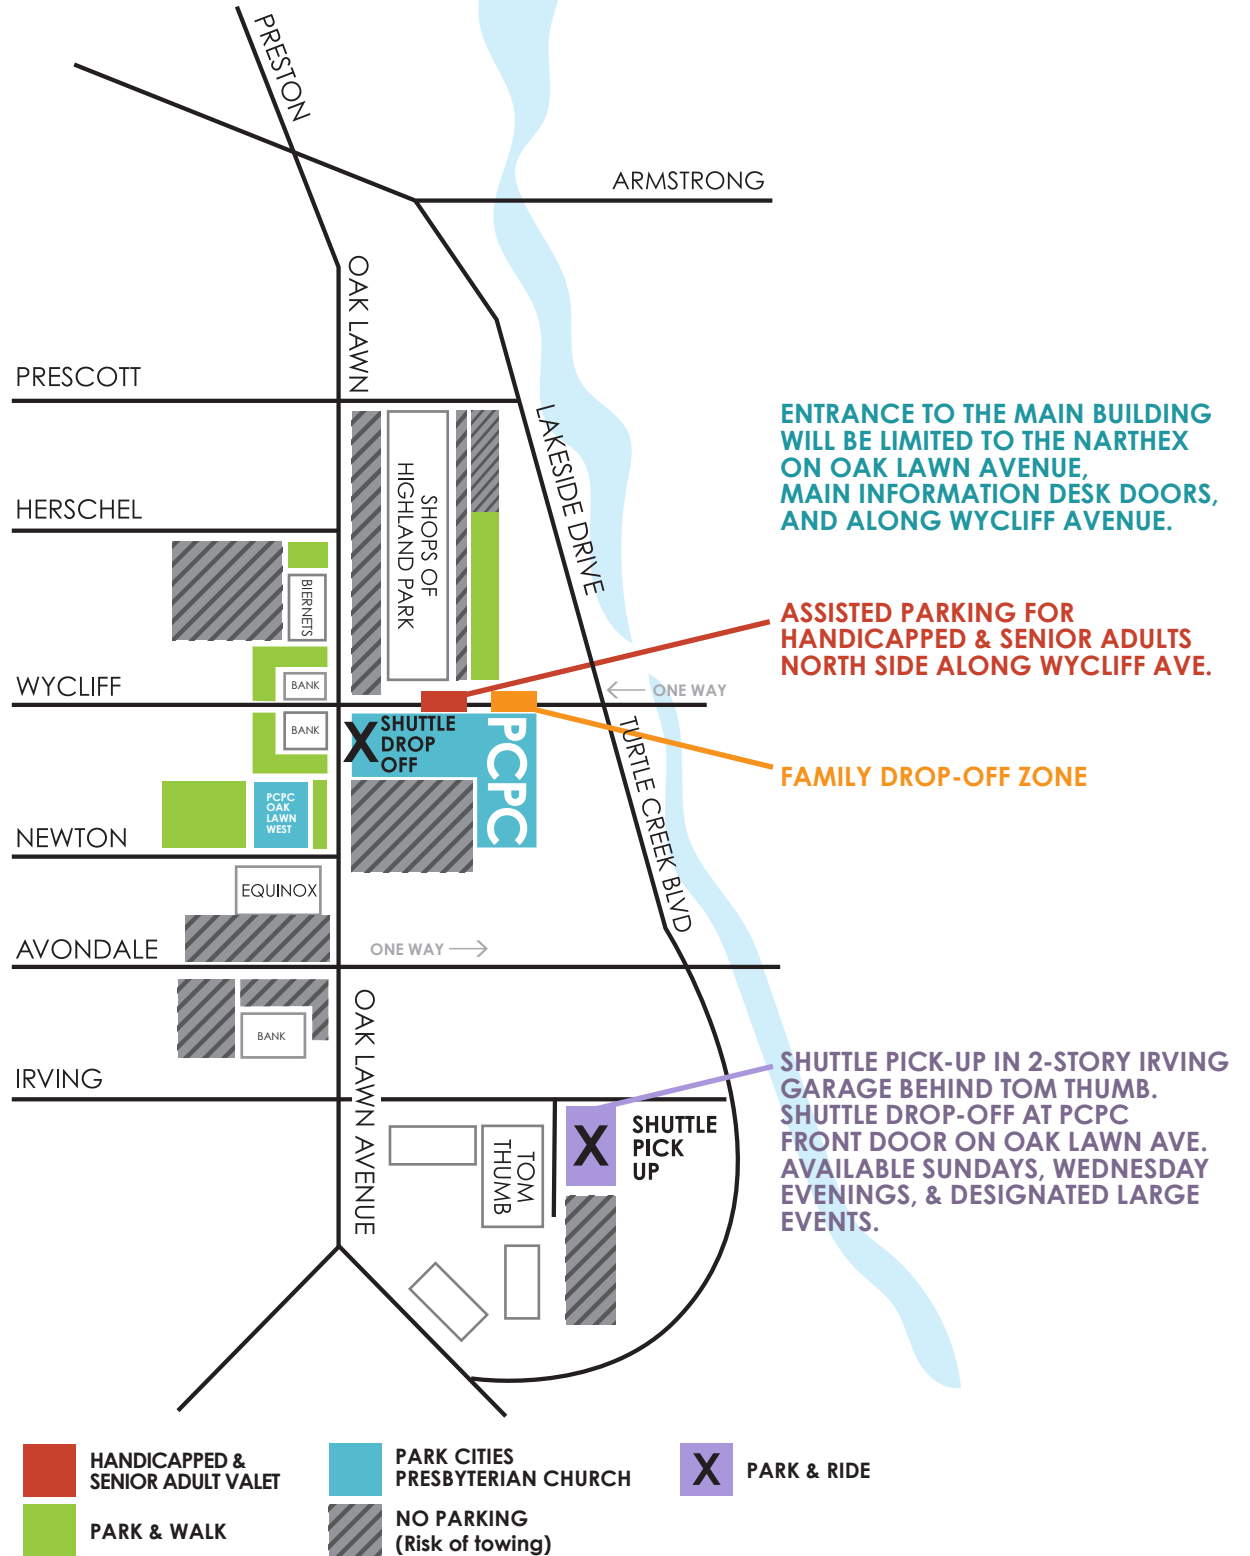 PRESTON
ARMSTRONG
OAK LAWN
PRESCOTT
LAKESIDE DRIVE
ENTRANCE TO THE MAIN BUILDING
WILL BE LIMITED TO THE NARTHEX
ON OAK LAWN AVENUE,
MAIN INFORMATION DESK DOORS,
AND ALONG WYCLIFF AVENUE.
SHOPS OF
HIGHLAND PARK
HERSCHEL
BIERNETS
ASSISTED PARKING FOR
HANDICAPPED & SENIOR ADULTS
NORTH SIDE ALONG WYCLIFF AVE.
WYCLIFF
BANK
ONE WAY
BANK
X
SHUTTLE
DROP
OFF
PCPC
TURTLE CREEK BLVD
FAMILY DROP-OFF ZONE
PCPC
OAK
LAWN
WEST
NEWTON
EQUINOX
AVONDALE
ONE WAY
OAK LAWN AVENUE
BANK
IRVING
SHUTTLE PICK-UP IN 2-STORY IRVING
GARAGE BEHIND TOM THUMB.
SHUTTLE DROP-OFF AT PCPC
FRONT DOOR ON OAK LAWN AVE.
AVAILABLE SUNDAYS, WEDNESDAY
EVENINGS, & DESIGNATED LARGE
EVENTS.
TOM
THUMB
X
SHUTTLE
PICK
UP
HANDICAPPED &
SENIOR ADULT VALET
PARK CITIES
PRESBYTERIAN CHURCH
X
PARK & RIDE
PARK & WALK
NO PARKING
(Risk of towing)